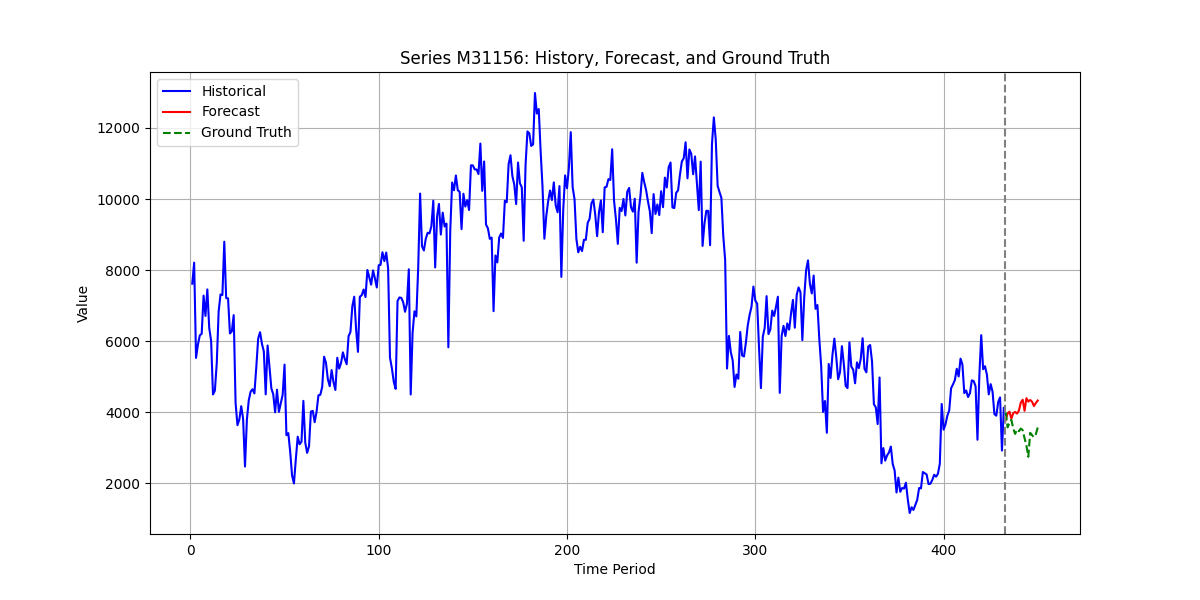 Series M31156: History, Forecast, and Ground Truth
Historical
Forecast
Ground Truth
12000
10000
8000
6000
4000
2000
Value
0
100
200
300
400
Time Period